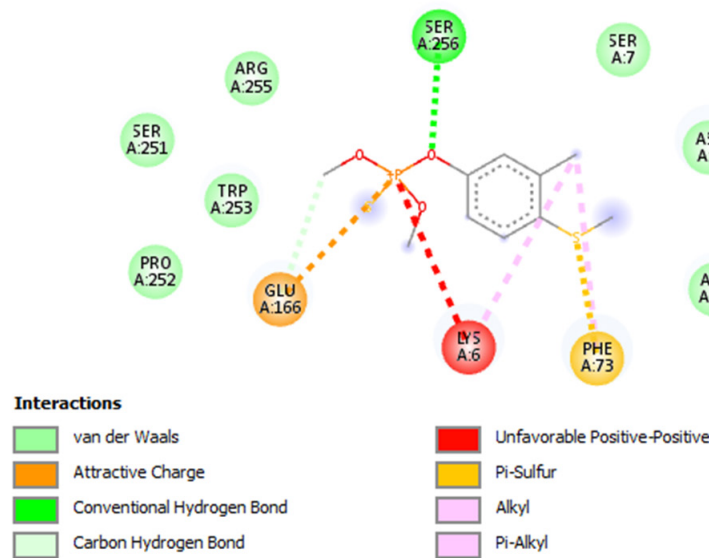 SER
A:256
SER
A:7
ARG
A:255
SER
A:251
TRP
A:253
PRO
A:252
GLU
A:166
LYS
A:6
PHE
A:73
O
P
O
O
S
Interactions
van der Waals
Attractive Charge
Conventional Hydrogen Bond
Carbon Hydrogen Bond
Unfavorable Positive-Positive
Pi-Sulfur
Alkyl
Pi-Alkyl